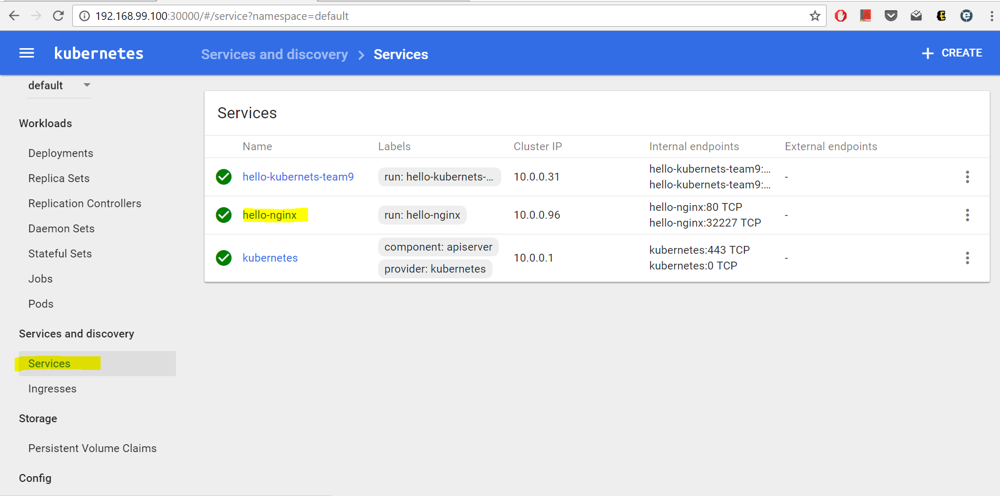 192.168.99.100:30000/#/service?namespace=default
kubernetes
Services and discovery > Services
+ CREATE
default
Workloads
Deployments
Replica Sets
Replication Controllers
Daemon Sets
Stateful Sets
Jobs
Pods
Services and discovery
Services
Ingresses
Storage
Persistent Volume Claims
Config
Services
Name Labels Cluster IP Internal endpoints External endpoints
hello-kubernets-team9 run: hello-kubernets-... 10.0.0.31 hello-kubernets-team9:... -
hello-kubernets-team9:...
hello-nginx run: hello-nginx 10.0.0.96 hello-nginx:80 TCP -
hello-nginx:32227 TCP
kubernetes component: apiserver 10.0.0.1 kubernetes:443 TCP -
provider: kubernetes kubernetes:0 TCP